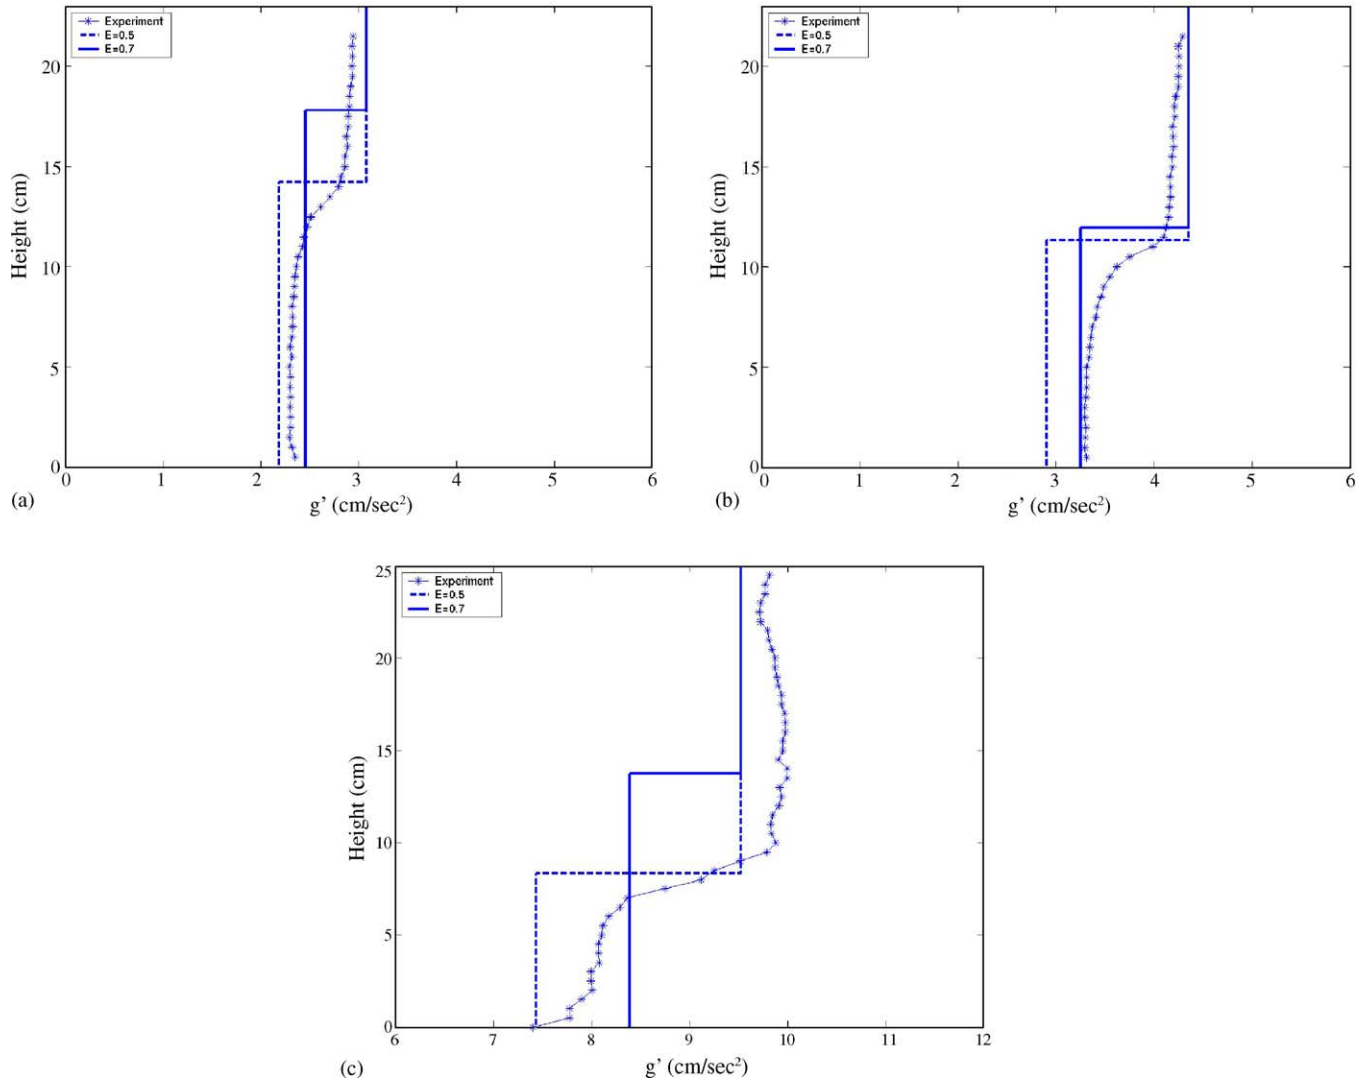 Experiment
E=0.5
E=0.7
20
15
10
5
0
Height (cm)
0 1 2 3 4 5 6
g’ (cm/sec²)
(a)
Experiment
E=0.5
E=0.7
20
15
10
5
0
Height (cm)
0 1 2 3 4 5 6
g’ (cm/sec²)
(b)
Experiment
E=0.5
E=0.7
25
20
15
10
5
0
Height (cm)
6 7 8 9 10 11 12
g’ (cm/sec²)
(c)